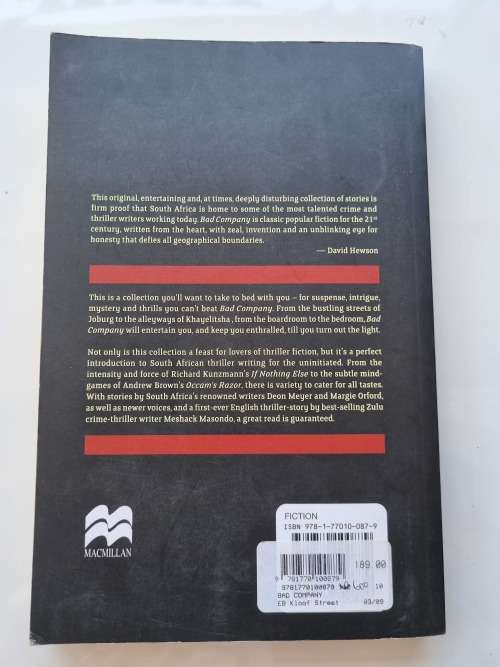 This original, entertaining and, at times, deeply disturbing collection of stories is
firm proof that South Africa is home to some of the most talented crime and
thriller writers working today. Bad Company is classic popular fiction for the 21st
century, written from the heart, with zeal, invention and an unblinking eye for
honesty that defies all geographical boundaries.
— David Hewson
This is a collection you'll want to take to bed with you – for suspense, intrigue,
mystery and thrills you can't beat Bad Company. From the bustling streets of
Joburg to the alleyways of Khayelitsha, from the boardroom to the bedroom, Bad
Company will entertain you, and keep you enthralled, till you turn out the light.
Not only is this collection a feast for lovers of thriller fiction, but it's a perfect
introduction to South African thriller writing for the uninitiated. From the
intensity and force of Richard Kunzmann's If Nothing Else to the subtle mind-
games of Andrew Brown's Occam's Razor, there is variety to cater for all tastes.
With stories by South Africa's renowned writers Deon Meyer and Margie Orford,
as well as newer voices, and a first-ever English thriller-story by best-selling Zulu
crime-thriller writer Meshack Masondo, a great read is guaranteed.
MACMILLAN
FICTION
ISBN 978-1-77010-087-9
189.00
9 781770 100879
9781770100879 10
BAD COMPANY
EB Kloof Street 03/09